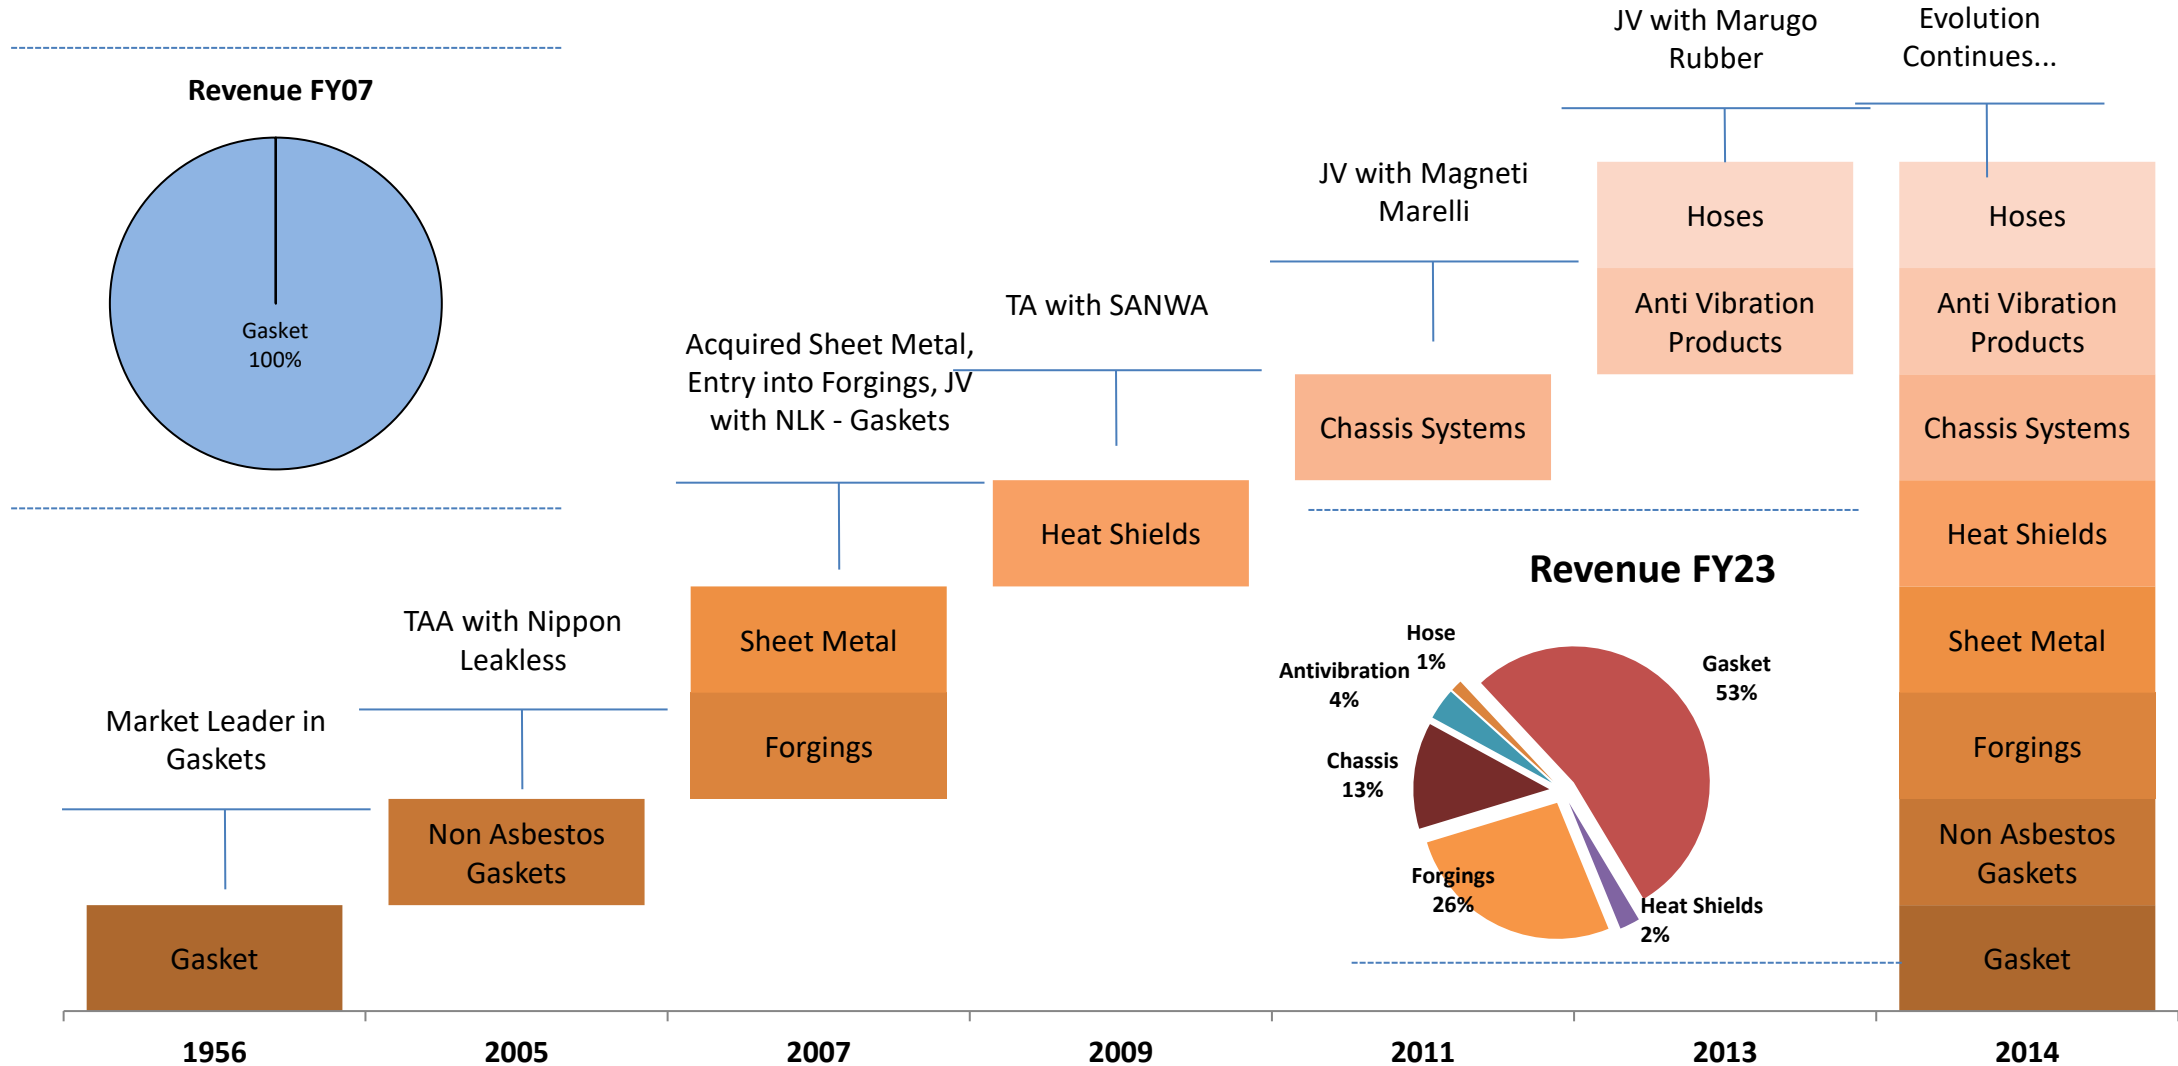 JV with Marugo
Rubber
Evolution
Continues...
Revenue FY07
Gasket
100%
JV with Magneti
Marelli
TA with SANWA
Acquired Sheet Metal,
Entry into Forgings, JV
with NLK - Gaskets
TAA with Nippon
Leakless
Market Leader in
Gaskets
Gasket
Non Asbestos
Gaskets
Sheet Metal
Forgings
Heat Shields
Chassis Systems
Hoses
Anti Vibration
Products
Hoses
Anti Vibration
Products
Chassis Systems
Heat Shields
Sheet Metal
Forgings
Non Asbestos
Gaskets
Gasket
Revenue FY23
Hose
1%
Antivibration
4%
Gasket
53%
Chassis
13%
Forgings
26%
Heat Shields
2%
1956
2005
2007
2009
2011
2013
2014